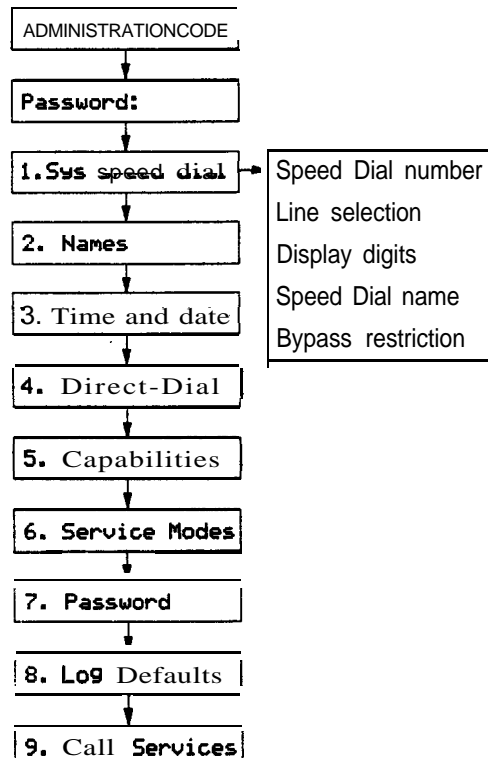 ADMINISTRATIONCODE
Password:
1.Sys speed dial
Speed Dial number
Line selection
Display digits
Speed Dial name
Bypass restriction
2. Names
3. Time and date
4. Direct-Dial
5. Capabilities
6. Service Modes
7. Password
8. Log Defaults
9. Call Services